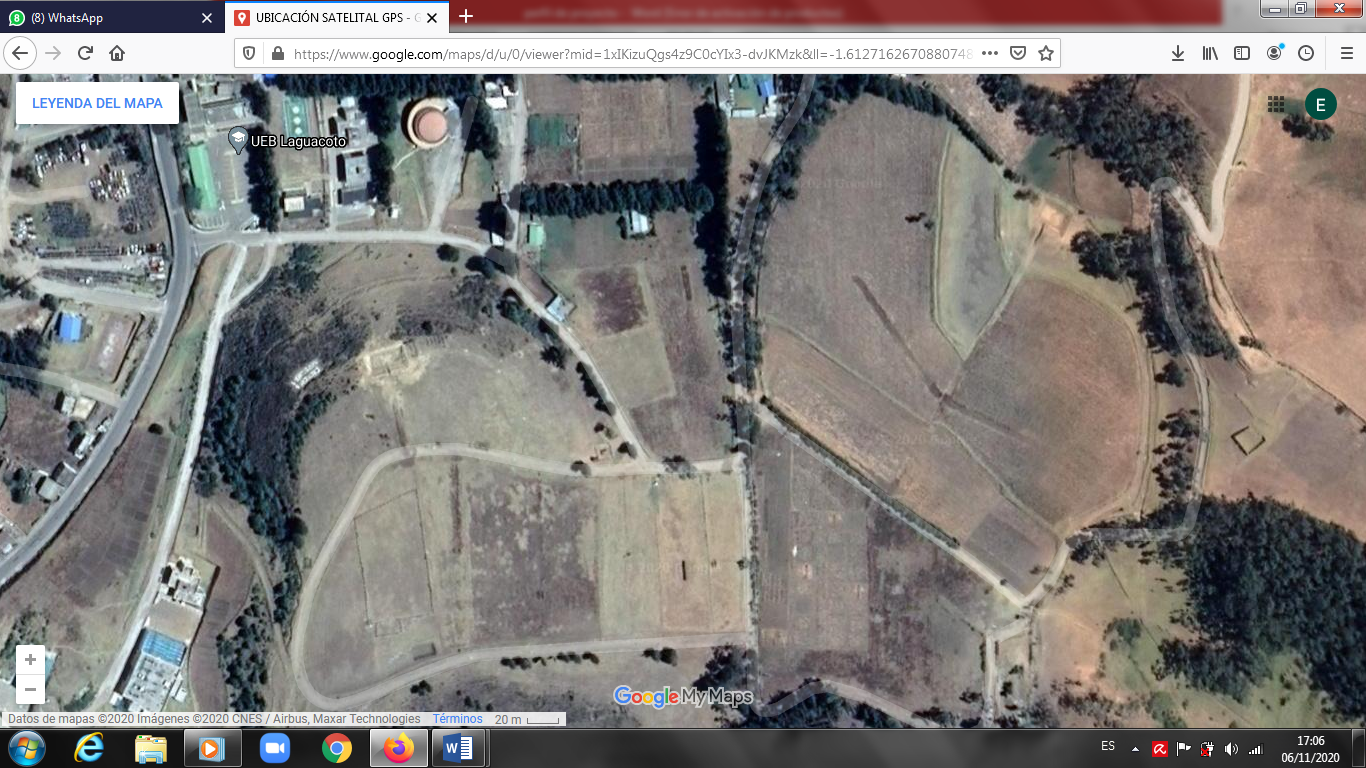 (8) WhatsApp
UBICACIÓN SATELITAL GPS - G
https://www.google.com/maps/d/u/0/viewer?mid=1xIKizuQgs4z9C0cYIx3-dvJKMzk&ll=-1.6127162670880748
LEYENDA DEL MAPA
E
UEB Laguacoto
Google My Maps
Datos de mapas ©2020 Imágenes ©2020 CNES / Airbus, Maxar Technologies Términos 20 m
ES
17:06
06/11/2020